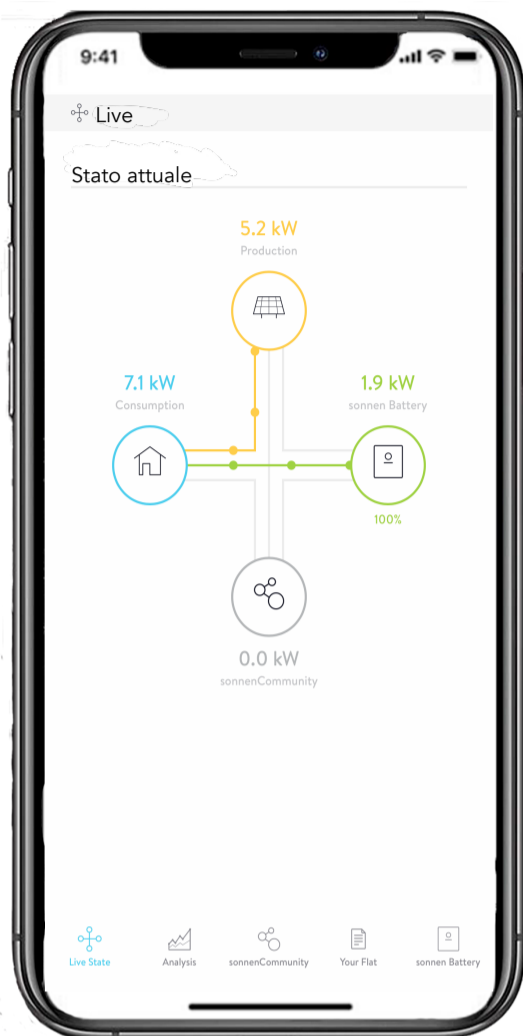 9:41
Live
Stato attuale
5.2 kW
Production
7.1 kW
Consumption
1.9 kW
sonnen Battery
100%
0.0 kW
sonnenCommunity
Live State
Analysis
sonnenCommunity
Your Flat
sonnen Battery